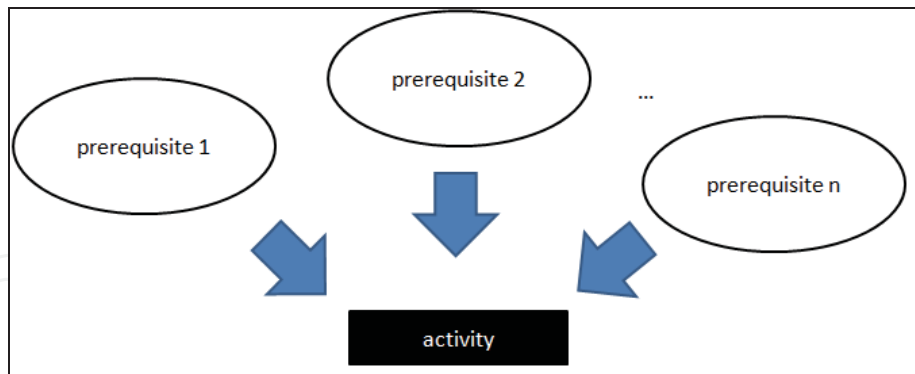 prerequisite 1
prerequisite 2
...
prerequisite n
activity